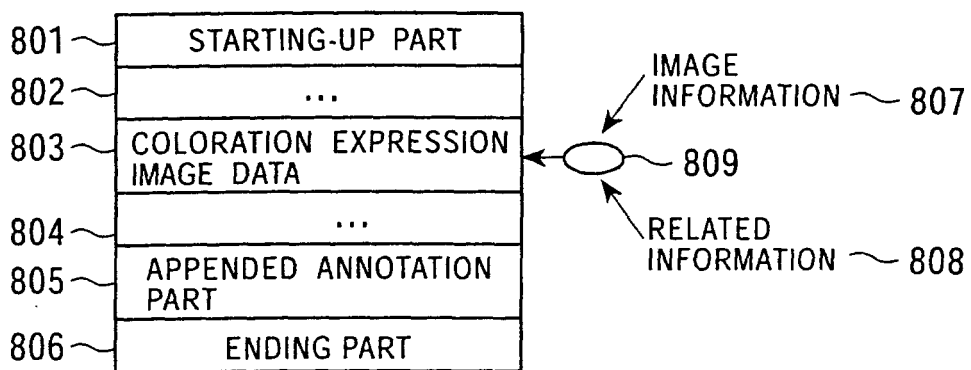 801 STARTING-UP PART
802 ...
803 COLORATION EXPRESSION
IMAGE DATA
804 ...
805 APPENDED ANNOTATION
PART
806 ENDING PART
IMAGE
INFORMATION 807
809
RELATED
INFORMATION 808